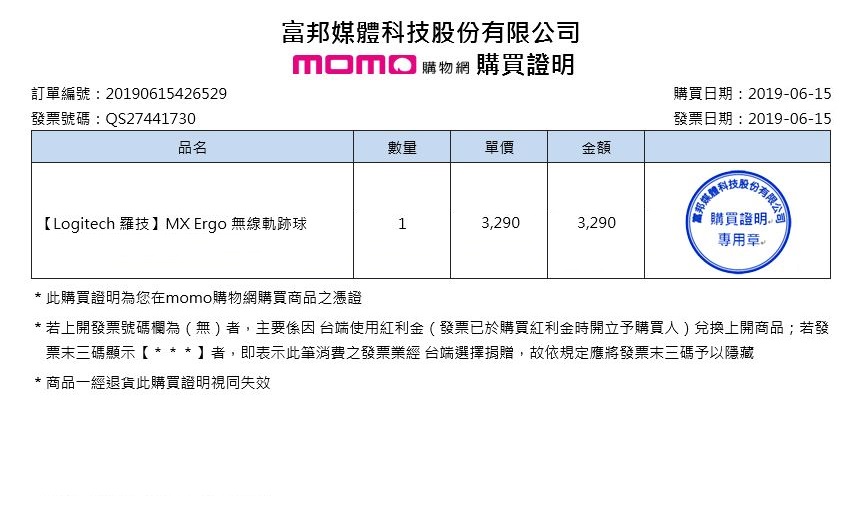 富邦媒體科技股份有限公司
momo 購物網 購買證明
訂單編號：20190615426529 購買日期：2019-06-15
發票號碼：QS27441730 發票日期：2019-06-15
品名 數量 單價 金額
【Logitech 羅技】MX Ergo 無線軌跡球 1 3,290 3,290
富邦媒體科技股份有限公司
購買證明
專用章
* 此購買證明為您在momo購物網購買商品之憑證
* 若上開發票號碼欄為（無）者，主要係因 台端使用紅利金（發票已於購買紅利金時開立予購買人）兌換上開商品；若發
票末三碼顯示【＊＊＊】者，即表示此筆消費之發票業經 台端選擇捐贈，故依規定應將發票末三碼予以隱藏
* 商品一經退貨此購買證明視同失效